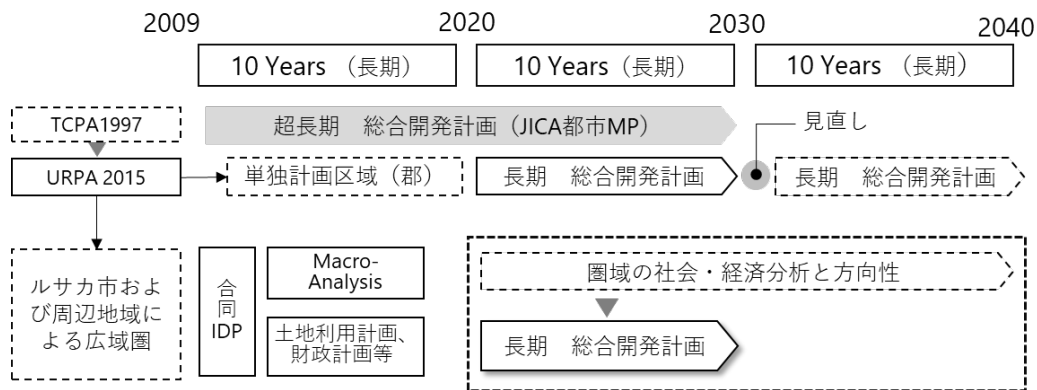 2009
2020
2030
2040
10 Years （長期）
10 Years（長期）
10 Years （長期）
TCPA1997
超長期　総合開発計画（JICA都市MP）
見直し
URPA 2015
単独計画区域（郡）
長期　総合開発計画
長期　総合開発計画
ルサカ市およ
び周辺地域に
よる広域圏
合
同
IDP
Macro-
Analysis
土地利用計画、
財政計画等
圏域の社会・経済分析と方向性
長期　総合開発計画